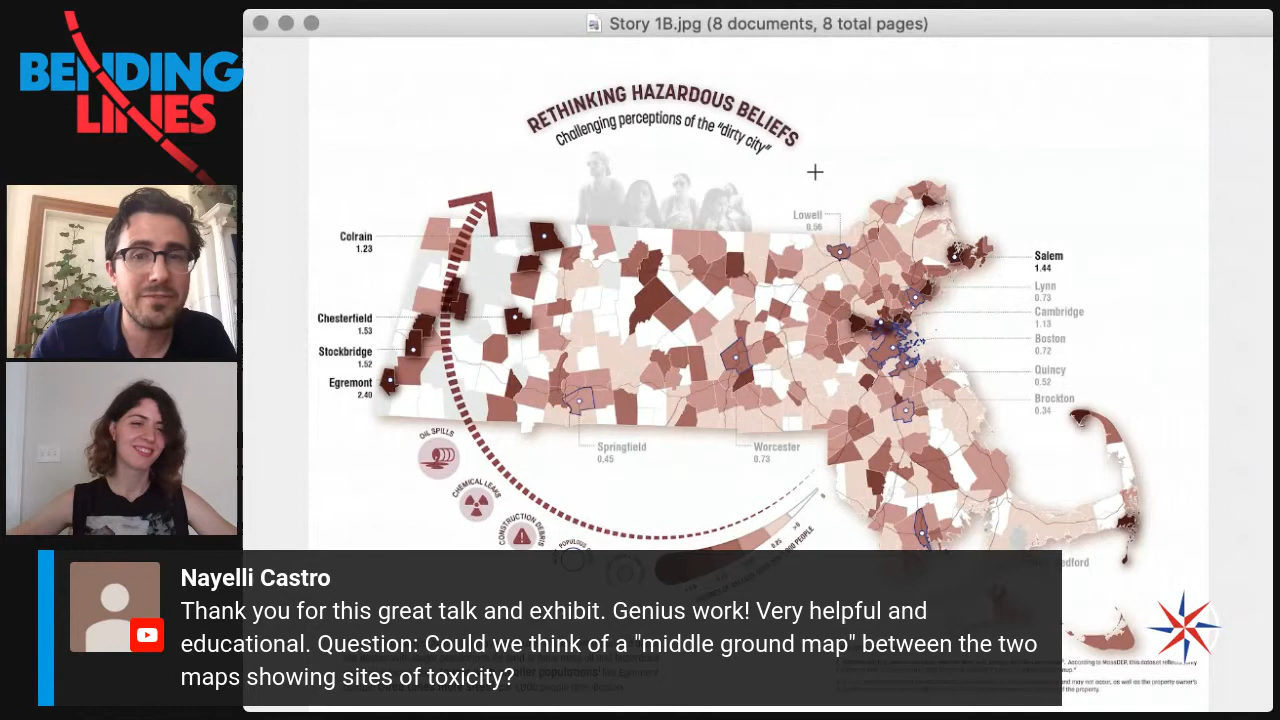 Story 1B.jpg (8 documents, 8 total pages)
BENDING
LINES
RETHINKING HAZARDOUS BELIEFS
Challenging perceptions of the "dirty city"
Lowell
0.56
Colrain
1.23
Salem
1.44
Lynn
0.73
Cambridge
1.13
Chesterfield
1.53
Boston
0.72
Stockbridge
1.52
Quincy
0.52
Egremont
2.40
Brockton
0.34
Springfield
0.45
Worcester
0.73
OIL SPILLS
CHEMICAL LEAKS
CONSTRUCTION DEBRIS
POPULOUS
PEOPLE
edford
Nayelli Castro
Thank you for this great talk and exhibit. Genius work! Very helpful and
educational. Question: Could we think of a "middle ground map" between the two
maps showing sites of toxicity?